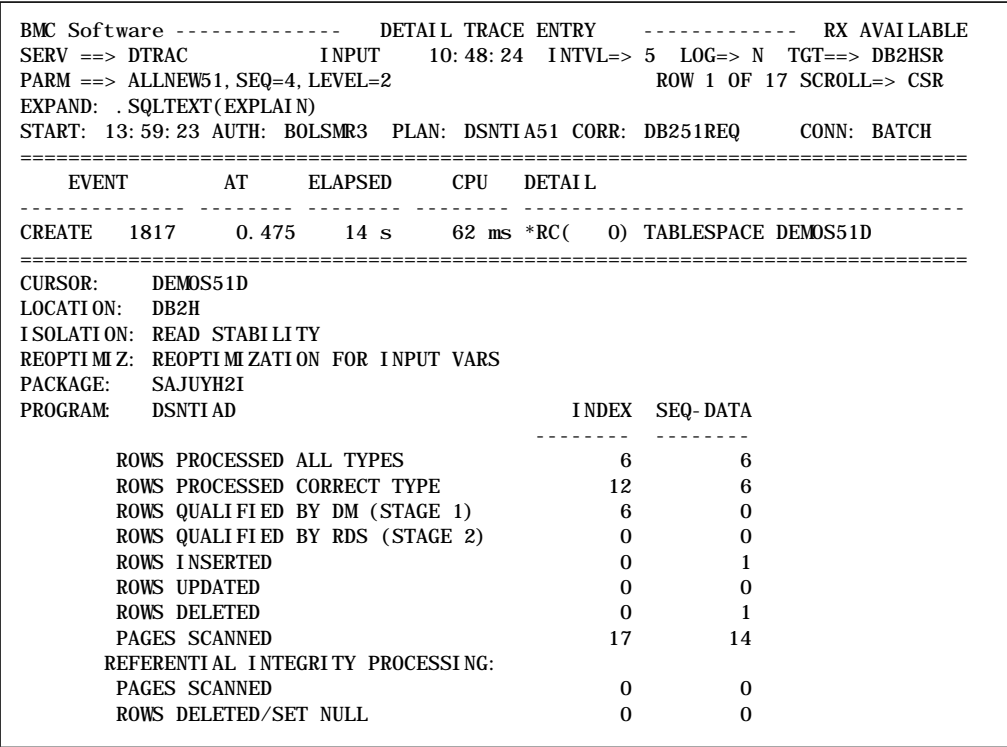 BMC Software -------------- DETAIL TRACE ENTRY ------------- RX AVAILABLE
SERV ==> DTRAC INPUT 10:48:24 INTVL=> 5 LOG=> N TGT==> DB2HSR
PARM ==> ALLNEW51,SEQ=4,LEVEL=2 ROW 1 OF 17 SCROLL=> CSR
EXPAND: .SQLTEXT(EXPLAIN)
START: 13:59:23 AUTH: BOLSMR3 PLAN: DSNTIA51 CORR: DB251REQ CONN: BATCH
===============================================================================
EVENT AT ELAPSED CPU DETAIL
-------------- -------- -------- -------- -------------------------------------
CREATE 1817 0.475 14 s 62 ms *RC( 0) TABLESPACE DEMOS51D
===============================================================================
CURSOR: DEMOS51D
LOCATION: DB2H
ISOLATION: READ STABILITY
REOPTIMIZ: REOPTIMIZATION FOR INPUT VARS
PACKAGE: SAJUYH2I
PROGRAM: DSNTIAD INDEX SEQ-DATA
-------- --------
ROWS PROCESSED ALL TYPES 6 6
ROWS PROCESSED CORRECT TYPE 12 6
ROWS QUALIFIED BY DM (STAGE 1) 6 0
ROWS QUALIFIED BY RDS (STAGE 2) 0 0
ROWS INSERTED 0 1
ROWS UPDATED 0 0
ROWS DELETED 0 1
PAGES SCANNED 17 14
REFERENTIAL INTEGRITY PROCESSING:
PAGES SCANNED 0 0
ROWS DELETED/SET NULL 0 0